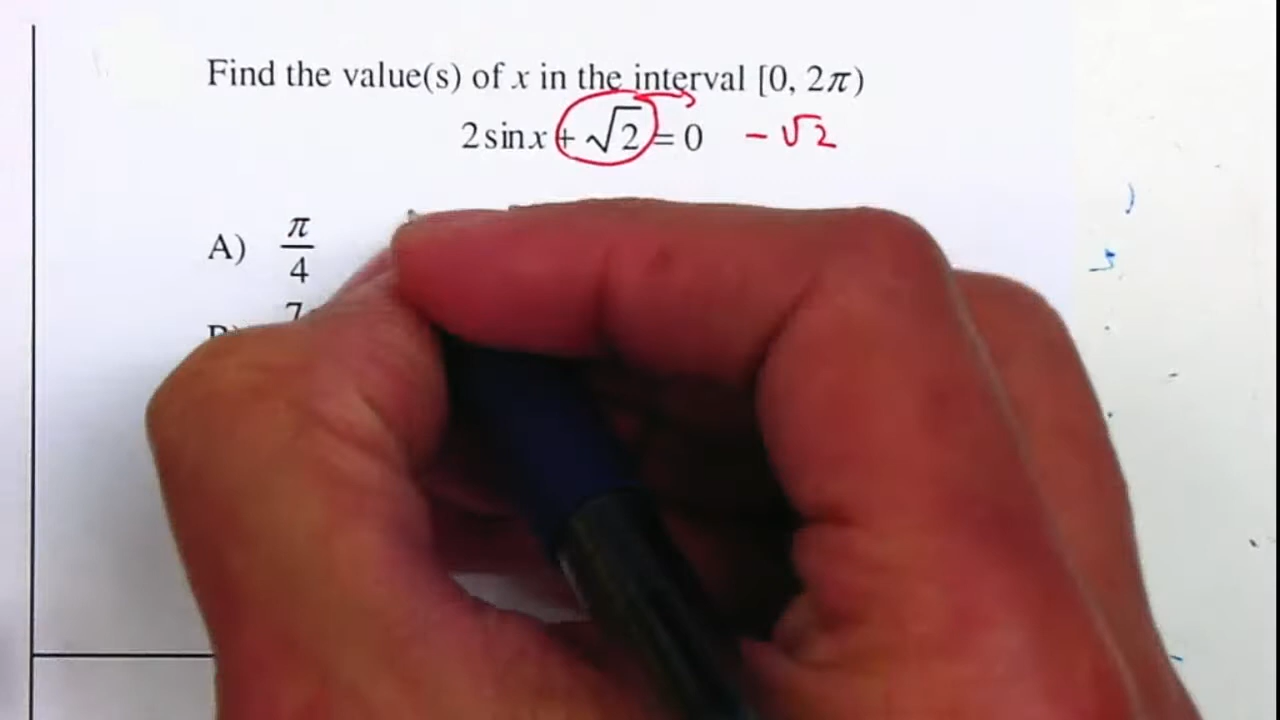 Find the value(s) of x in the interval [0, 2π)
2 sin x + √2 = 0 - √2
A) π/4